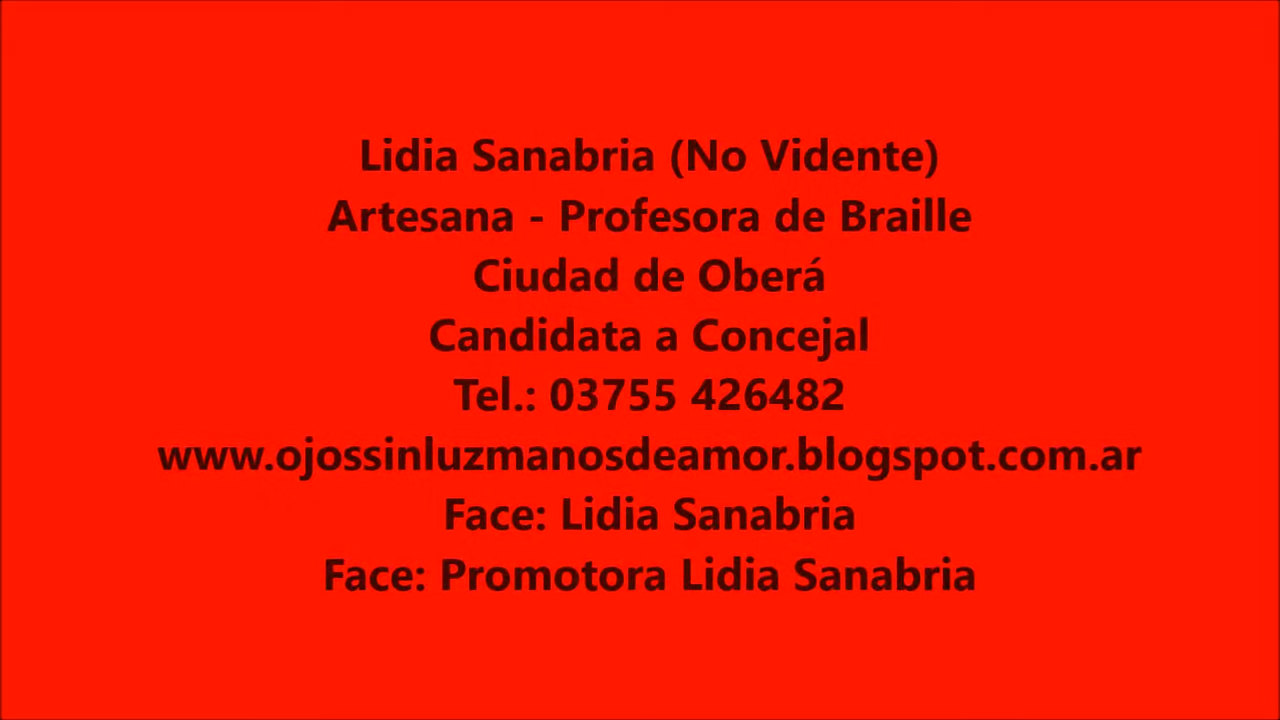 Lidia Sanabria (No Vidente)
Artesana - Profesora de Braille
Ciudad de Oberá
Candidata a Concejal
Tel.: 03755 426482
www.ojossinluzmanosdeamor.blogspot.com.ar
Face: Lidia Sanabria
Face: Promotora Lidia Sanabria